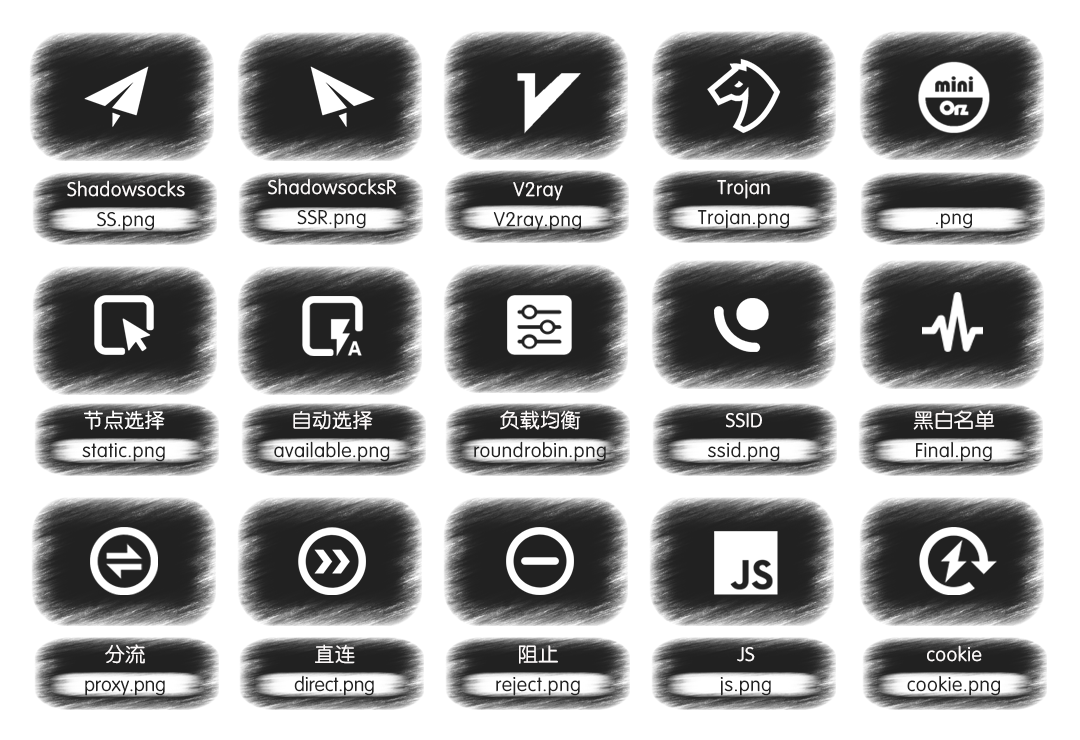 mini
Orz
Shadowsocks
SS.png
ShadowsocksR
SSR.png
V2ray
V2ray.png
Trojan
Trojan.png
.png
A
节点选择
static.png
自动选择
available.png
负载均衡
roundrobin.png
SSID
ssid.png
黑白名单
Final.png
JS
分流
proxy.png
直连
direct.png
阻止
reject.png
JS
js.png
cookie
cookie.png